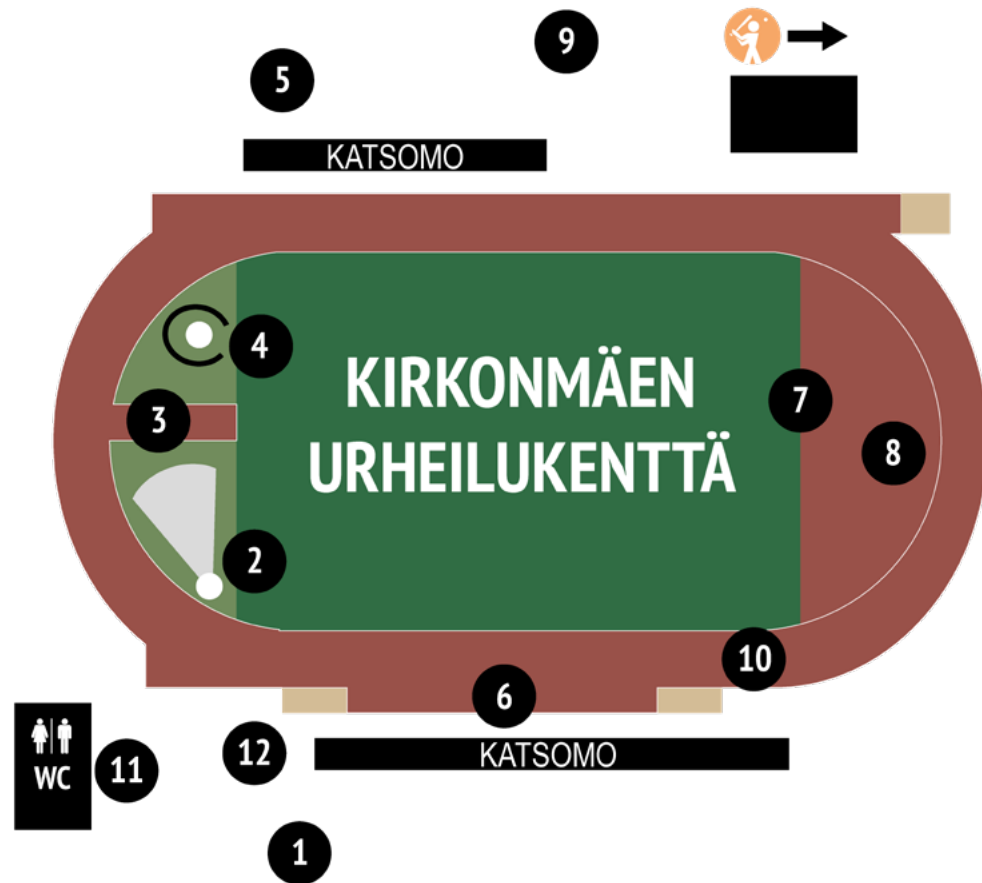 9
5
KATSOMO
4
KIRKONMÄEN
7
3
8
URHEILUKENTTÄ
2
10
6
12
KATSOMO
WC
11
1